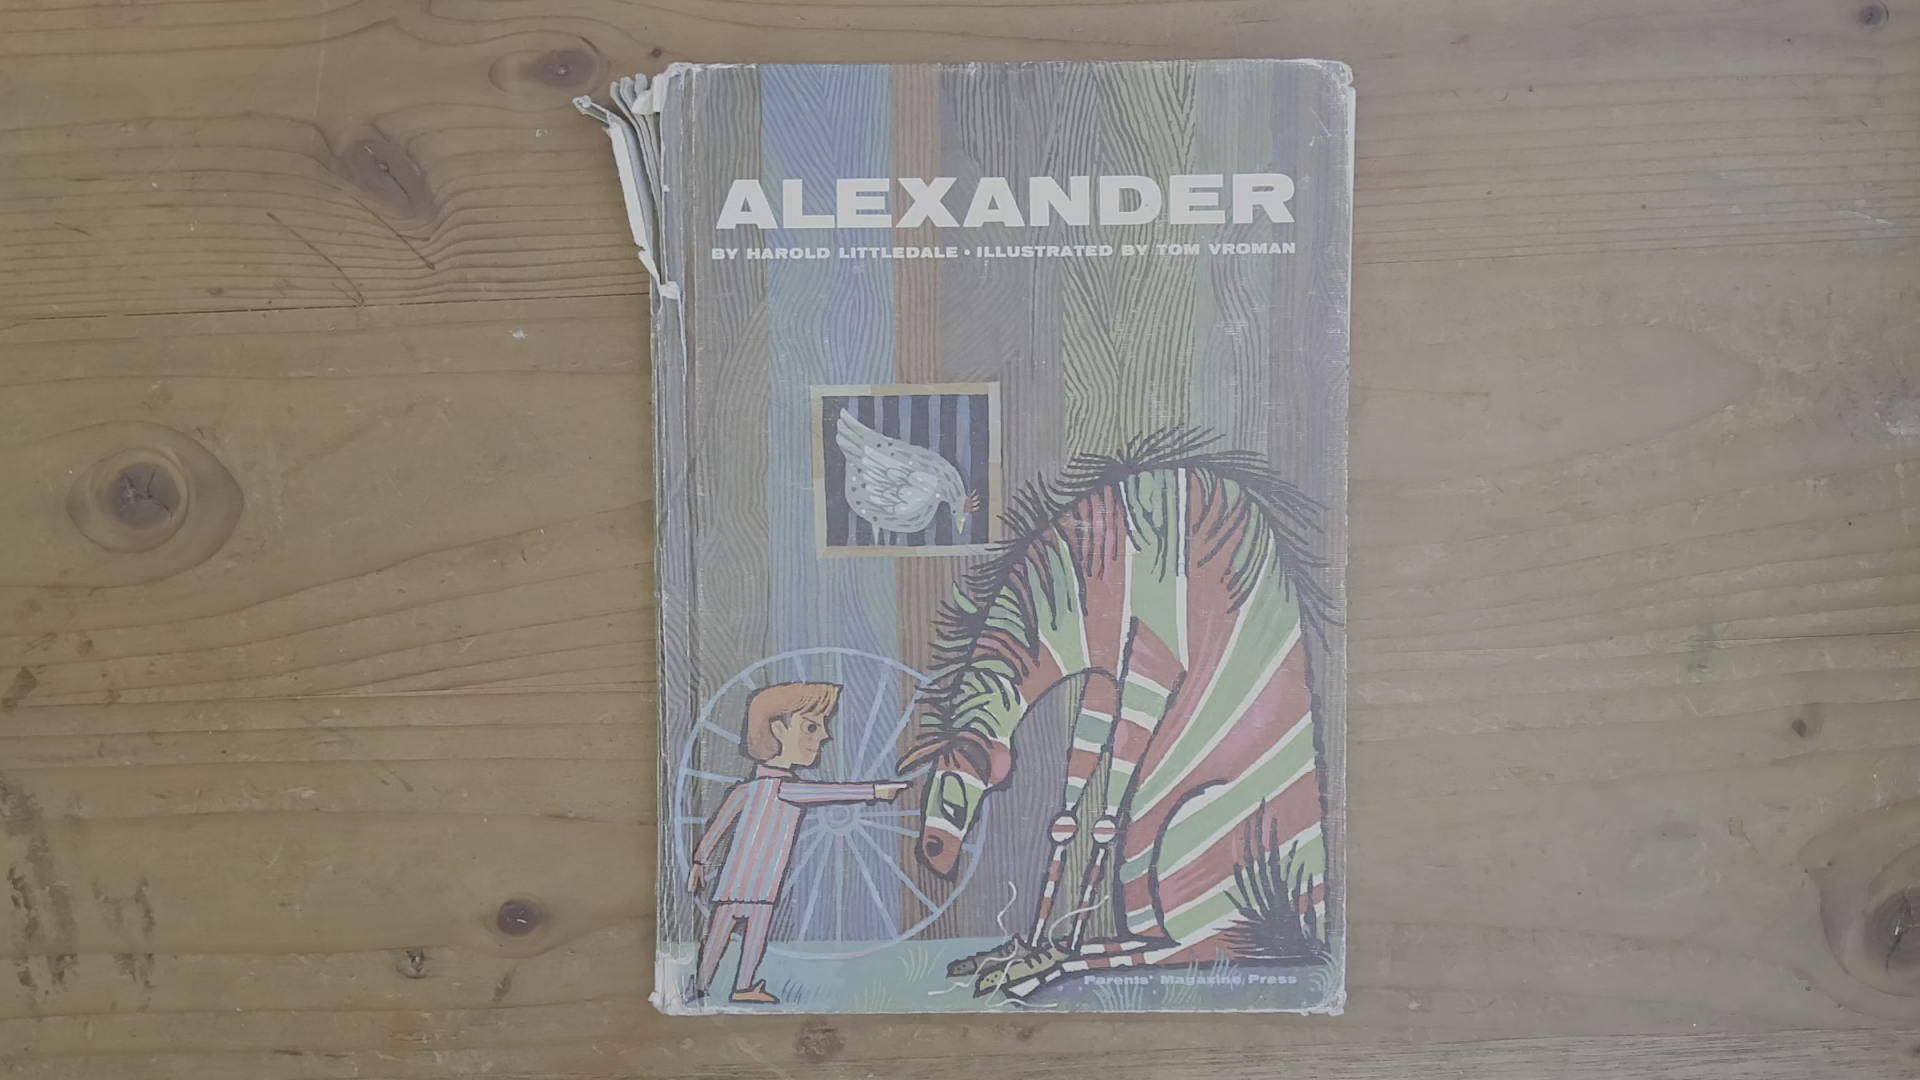 ALEXANDER
BY HAROLD LITTLEDALE • ILLUSTRATED BY TOM VROMAN
Parents' Magazine Press